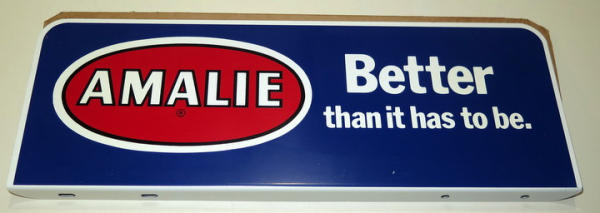 AMALIE
®
Better
than it has to be.